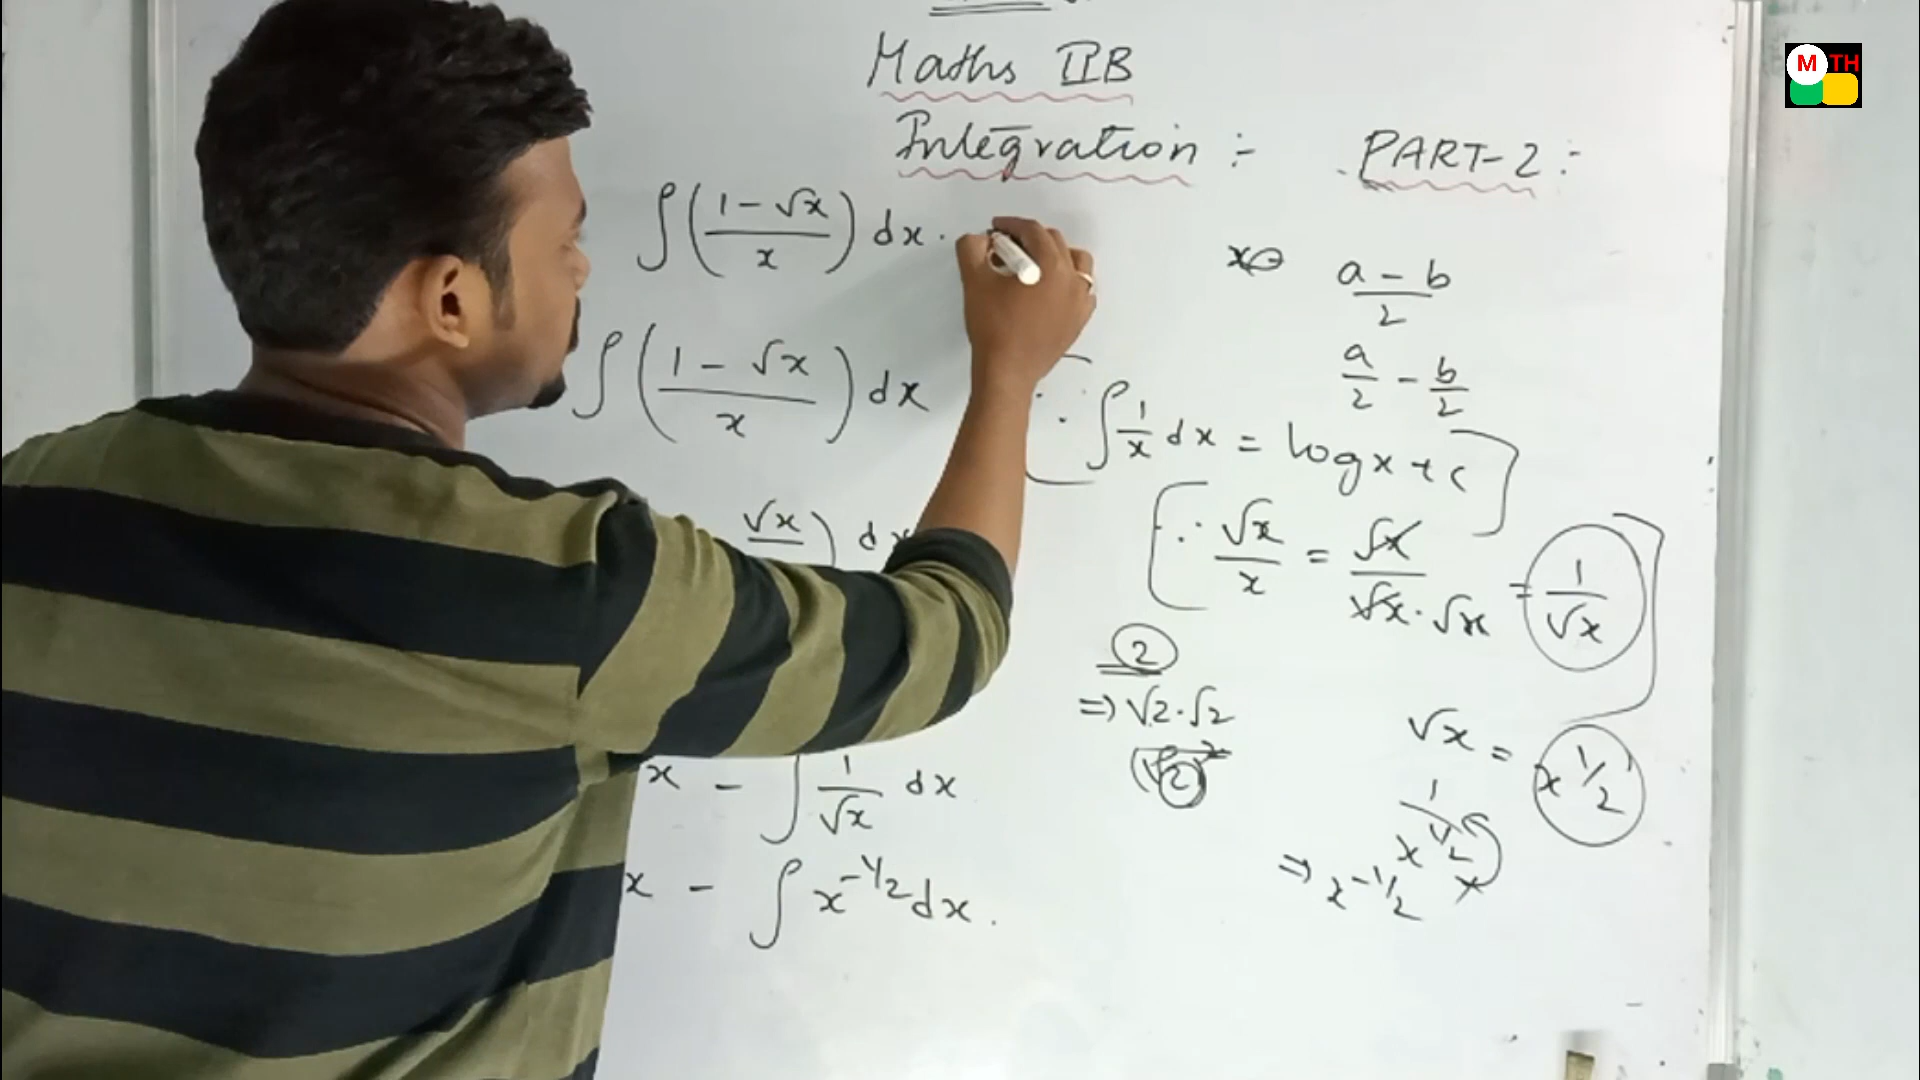 MTH
Maths IIB
Integration :-
PART-2 :-
∫(1-√x/x) dx.
∫(1 - √x/x) dx
√x) dx
x - ∫ 1/√x dx
x - ∫ x^-1/2 dx.
x
a - b/2
a/2 - b/2
[∵ ∫1/x dx = log x + c]
[∵ √x/x = √x/√x.√x = 1/√x]
2
=> √2.√2
(√2)²
√x = x^1/2
1/x^1/2
=> x^-1/2